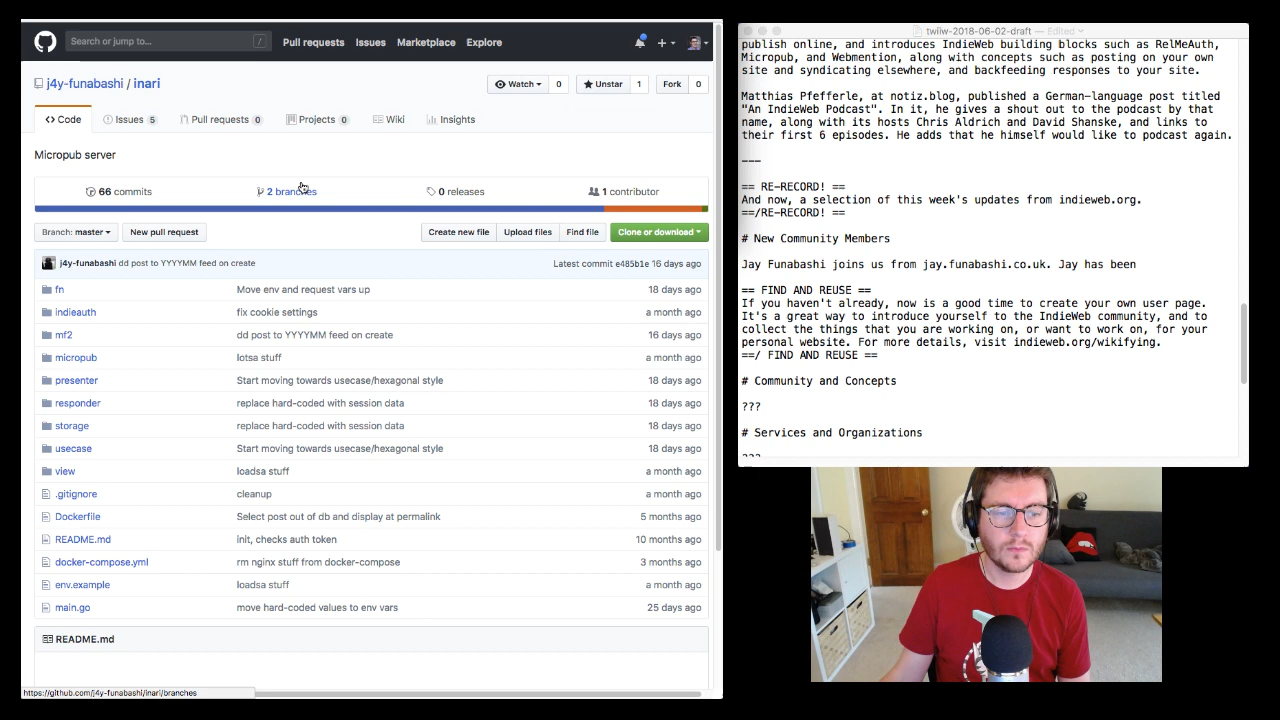 Search or jump to...
/
Pull requests
Issues
Marketplace
Explore
j4y-funabashi / inari
Watch
0
Unstar
1
Fork
0
Code
Issues 5
Pull requests 0
Projects 0
Wiki
Insights
Micropub server
66 commits
2 branches
0 releases
1 contributor
Branch: master
New pull request
Create new file
Upload files
Find file
Clone or download
j4y-funabashi dd post to YYYYMM feed on create
Latest commit e485b1e 16 days ago
fn Move env and request vars up 18 days ago
indieauth fix cookie settings a month ago
mf2 dd post to YYYYMM feed on create 16 days ago
micropub lotsa stuff a month ago
presenter Start moving towards usecase/hexagonal style 18 days ago
responder replace hard-coded with session data 18 days ago
storage replace hard-coded with session data 18 days ago
usecase Start moving towards usecase/hexagonal style 18 days ago
view loadsa stuff a month ago
.gitignore cleanup a month ago
Dockerfile Select post out of db and display at permalink 5 months ago
README.md init, checks auth token 10 months ago
docker-compose.yml rm nginx stuff from docker-compose 3 months ago
env.example loadsa stuff a month ago
main.go move hard-coded values to env vars 25 days ago
README.md
https://github.com/j4y-funabashi/inari/branches
twiiw-2018-06-02-draft — Edited
publish online, and introduces IndieWeb building blocks such as RelMeAuth,
Micropub, and Webmention, along with concepts such as posting on your own
site and syndicating elsewhere, and backfeeding responses to your site.
Matthias Pfefferle, at notiz.blog, published a German-language post titled
"An IndieWeb Podcast". In it, he gives a shout out to the podcast by that
name, along with its hosts Chris Aldrich and David Shanske, and links to
their first 6 episodes. He adds that he himself would like to podcast again.
---
== RE-RECORD! ==
And now, a selection of this week's updates from indieweb.org.
==/RE-RECORD! ==
# New Community Members
Jay Funabashi joins us from jay.funabashi.co.uk. Jay has been
== FIND AND REUSE ==
If you haven't already, now is a good time to create your own user page.
It's a great way to introduce yourself to the IndieWeb community, and to
collect the things that you are working on, or want to work on, for your
personal website. For more details, visit indieweb.org/wikifying.
==/ FIND AND REUSE ==
# Community and Concepts
???
# Services and Organizations
???